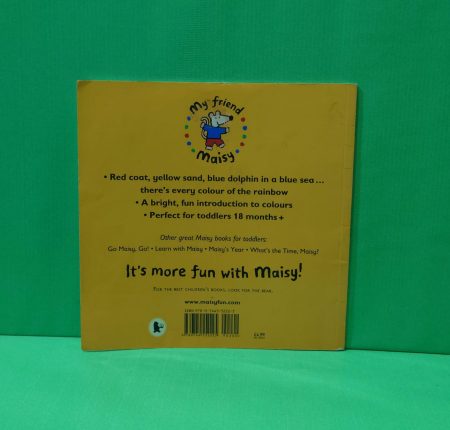 My friend
Maisy
• Red coat, yellow sand, blue dolphin in a blue sea...
there's every colour of the rainbow
• A bright, fun introduction to colours
• Perfect for toddlers 18 months +
Other great Maisy books for toddlers:
Go Maisy, Go! • Learn with Maisy • Maisy's Year • What's the Time, Maisy?
It's more fun with Maisy!
For the best children's books, look for the bear.
www.maisyfun.com